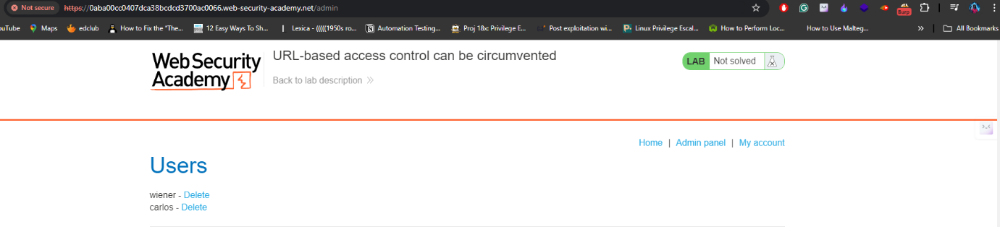 Not secure https://0aba00cc0407dca38bcdcd3700ac0066.web-security-academy.net/admin
Burp
ouTube Maps edclub How to Fix the "The... 12 Easy Ways To Sh... Lexica - (((((1950s ro... Automation Testing... Proj 18x: Privilege E... Post exploitation wi... Linux Privilege Escal... How to Perform Loc... How to Use Malteg... All Bookmarks
Web Security
Academy
URL-based access control can be circumvented
Back to lab description
LAB Not solved
Home | Admin panel | My account
Users
wiener - Delete
carlos - Delete